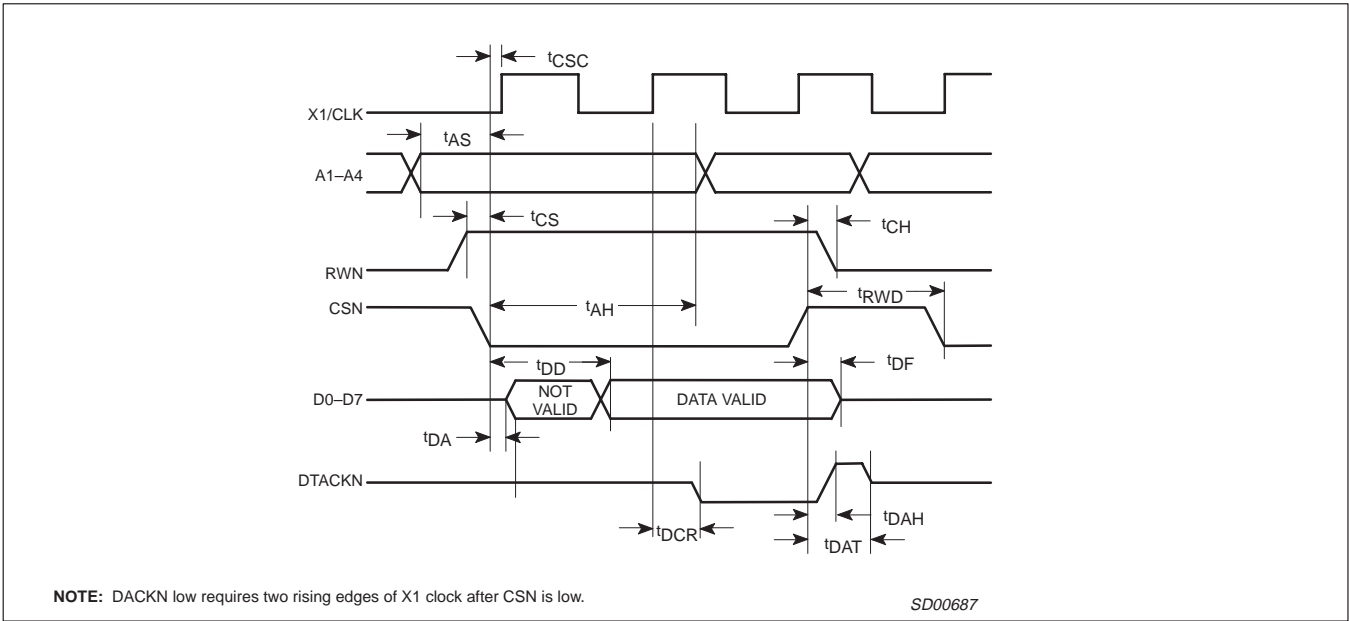 tCSC
X1/CLK
tAS
A1–A4
tCS
tCH
RWN
tRWD
CSN
tAH
tDD
tDF
D0–D7
NOT
VALID
DATA VALID
tDA
DTACKN
tDAH
tDCR
tDAT
NOTE: DACKN low requires two rising edges of X1 clock after CSN is low.
SD00687